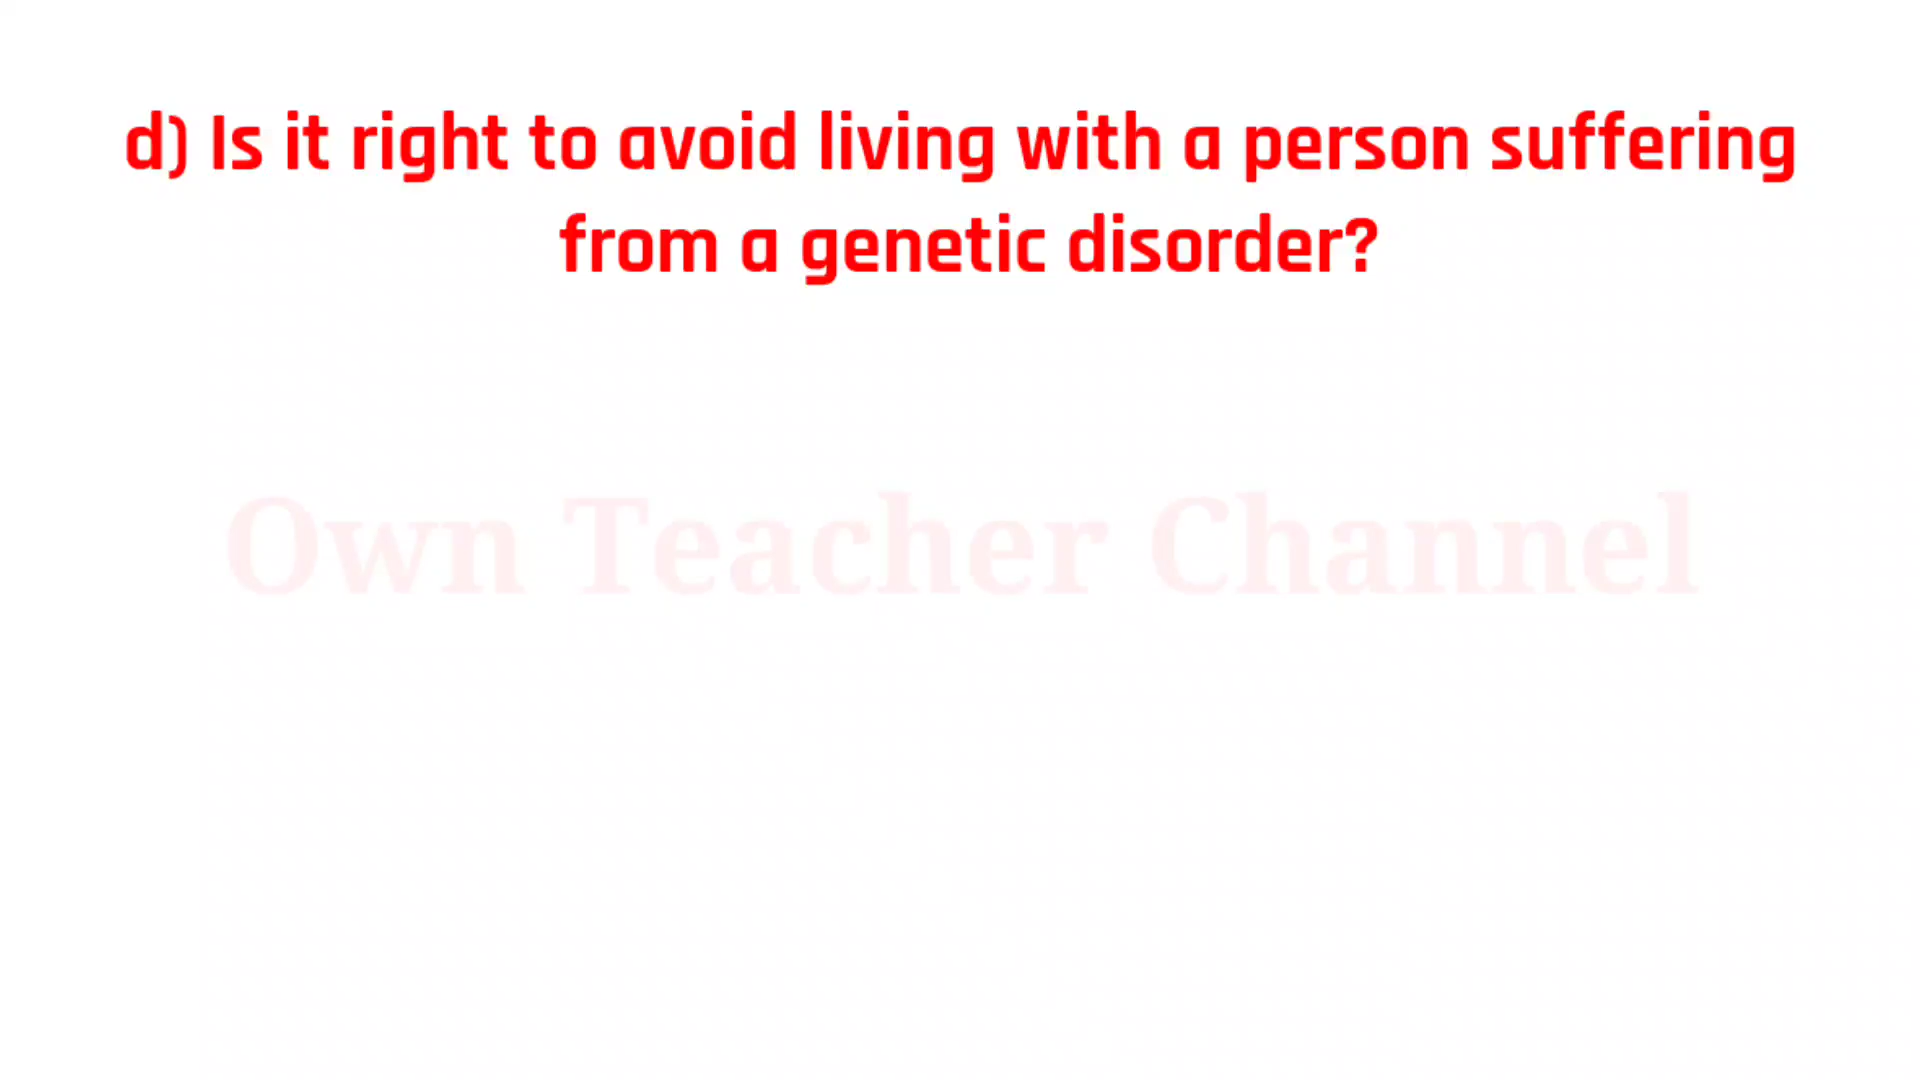 d) Is it right to avoid living with a person suffering
from a genetic disorder?
Own Teacher Channel